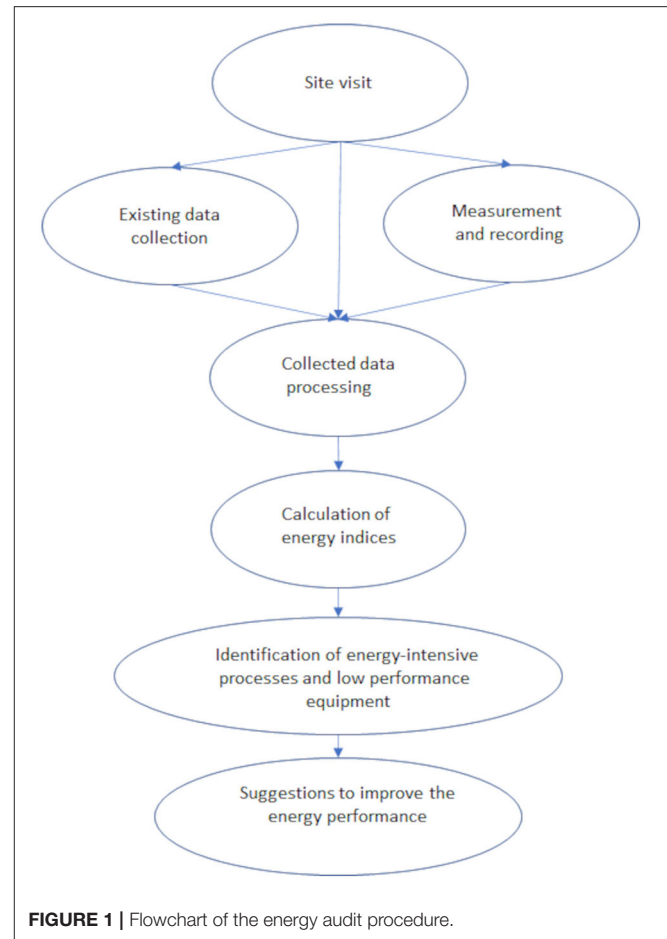 Site visit
Existing data
collection
Measurement
and recording
Collected data
processing
Calculation of
energy indices
Identification of energy-intensive
processes and low performance
equipment
Suggestions to improve the
energy performance
FIGURE 1 | Flowchart of the energy audit procedure.